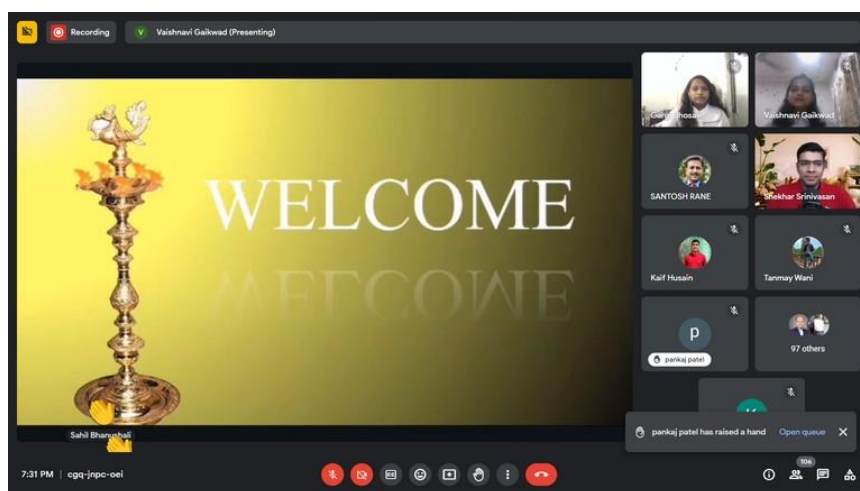 Recording
V
Vaishnavi Gaikwad (Presenting)
WELCOME
Vaishnavi Gaikwad
SANTOSH RANE
Shekhar Srinivasan
Kaif Husain
Tanmay Wani
p
pankaj patel
97 others
Sahil Bhanushali
pankaj patel has raised a hand
Open queue
7:31 PM | cgq-jnpc-oei
106